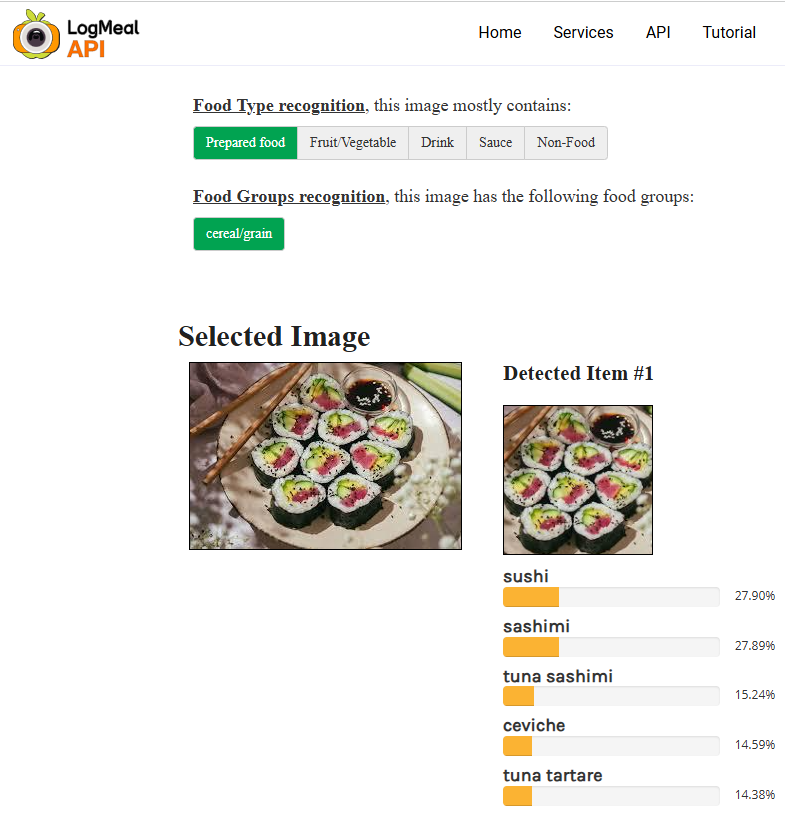 LogMeal
API
Home Services API Tutorial
Food Type recognition, this image mostly contains:
Prepared food Fruit/Vegetable Drink Sauce Non-Food
Food Groups recognition, this image has the following food groups:
cereal/grain
Selected Image
Detected Item #1
sushi
27.90%
sashimi
27.89%
tuna sashimi
15.24%
ceviche
14.59%
tuna tartare
14.38%